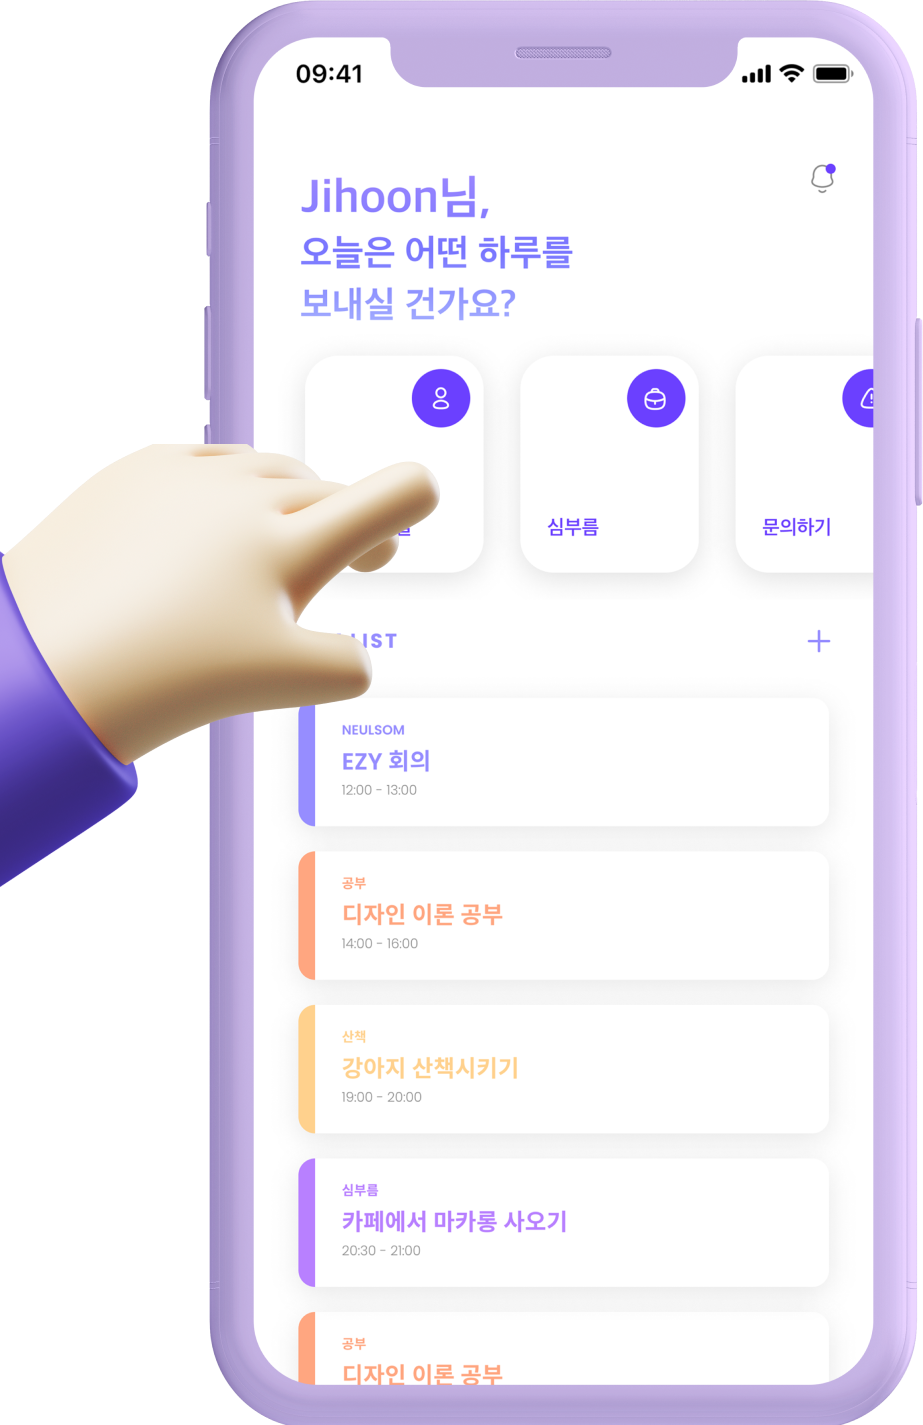 09:41
Jihoon님,
오늘은 어떤 하루를
보내실 건가요?
심부름
문의하기
LIST
NEULSOM
EZY 회의
12:00 - 13:00
공부
디자인 이론 공부
14:00 - 16:00
산책
강아지 산책시키기
19:00 - 20:00
심부름
카페에서 마카롱 사오기
20:30 - 21:00
공부
디자인 이론 공부